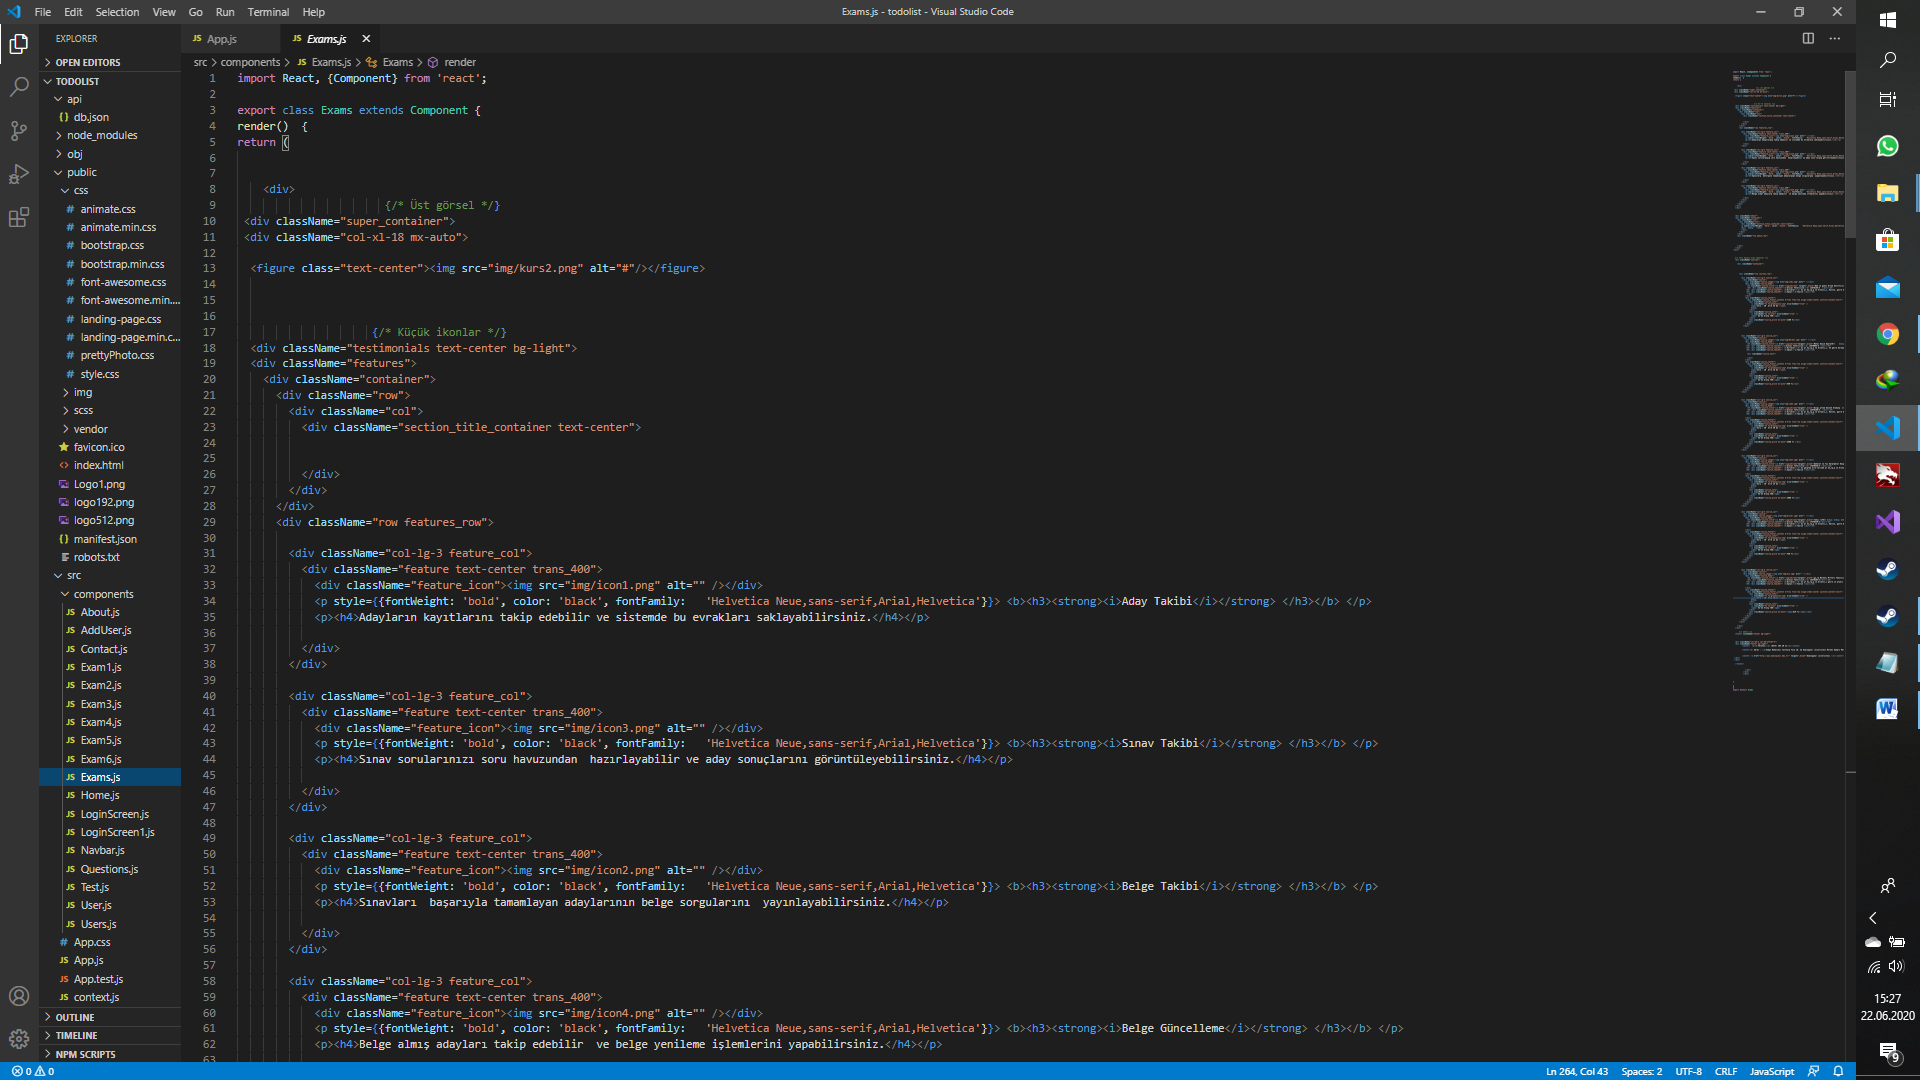 File Edit Selection View Go Run Terminal Help
Exams.js - todolist - Visual Studio Code
EXPLORER
OPEN EDITORS
TODOLIST
api
db.json
node_modules
obj
public
css
animate.css
animate.min.css
bootstrap.css
bootstrap.min.css
font-awesome.css
font-awesome.min....
landing-page.css
landing-page.min.c...
prettyPhoto.css
style.css
img
scss
vendor
favicon.ico
index.html
Logo1.png
logo192.png
logo512.png
manifest.json
robots.txt
src
components
JS About.js
JS AddUser.js
JS Contact.js
JS Exam1.js
JS Exam2.js
JS Exam3.js
JS Exam4.js
JS Exam5.js
JS Exam6.js
JS Exams.js
JS Home.js
JS LoginScreen.js
JS LoginScreen1.js
JS Navbar.js
JS Questions.js
JS Test.js
JS User.js
JS Users.js
# App.css
JS App.js
JS App.test.js
JS context.js
OUTLINE
TIMELINE
NPM SCRIPTS
JS App.js
JS Exams.js
src > components > JS Exams.js > Exams > render
1 import React, {Component} from 'react';
2
3 export class Exams extends Component {
4 render()  {
5 return (
6
7
8 <div>
9 {/* Üst görsel */}
10 <div className="super_container">
11 <div className="col-xl-18 mx-auto">
12
13 <figure class="text-center"><img src="img/kurs2.png" alt="#"/></figure>
14
15
16
17 {/* Küçük ikonlar */}
18 <div className="testimonials text-center bg-light">
19 <div className="features">
20 <div className="container">
21 <div className="row">
22 <div className="col">
23 <div className="section_title_container text-center">
24
25
26 </div>
27 </div>
28 </div>
29 <div className="row features_row">
30
31 <div className="col-lg-3 feature_col">
32 <div className="feature text-center trans_400">
33 <div className="feature_icon"><img src="img/icon1.png" alt="" /></div>
34 <p style={{fontWeight: 'bold', color: 'black', fontFamily:   'Helvetica Neue,sans-serif,Arial,Helvetica'}}> <b><h3><strong><i>Aday Takibi</i></strong> </h3></b> </p>
35 <p><h4>Adayların kayıtlarını takip edebilir ve sistemde bu evrakları saklayabilirsiniz.</h4></p>
36
37 </div>
38 </div>
39
40 <div className="col-lg-3 feature_col">
41 <div className="feature text-center trans_400">
42 <div className="feature_icon"><img src="img/icon3.png" alt="" /></div>
43 <p style={{fontWeight: 'bold', color: 'black', fontFamily:   'Helvetica Neue,sans-serif,Arial,Helvetica'}}> <b><h3><strong><i>Sınav Takibi</i></strong> </h3></b> </p>
44 <p><h4>Sınav sorularınızı soru havuzundan  hazırlayabilir ve aday sonuçlarını görüntüleyebilirsiniz.</h4></p>
45
46 </div>
47 </div>
48
49 <div className="col-lg-3 feature_col">
50 <div className="feature text-center trans_400">
51 <div className="feature_icon"><img src="img/icon2.png" alt="" /></div>
52 <p style={{fontWeight: 'bold', color: 'black', fontFamily:   'Helvetica Neue,sans-serif,Arial,Helvetica'}}> <b><h3><strong><i>Belge Takibi</i></strong> </h3></b> </p>
53 <p><h4>Sınavları  başarıyla tamamlayan adaylarının belge sorgularını  yayınlayabilirsiniz.</h4></p>
54
55 </div>
56 </div>
57
58 <div className="col-lg-3 feature_col">
59 <div className="feature text-center trans_400">
60 <div className="feature_icon"><img src="img/icon4.png" alt="" /></div>
61 <p style={{fontWeight: 'bold', color: 'black', fontFamily:   'Helvetica Neue,sans-serif,Arial,Helvetica'}}> <b><h3><strong><i>Belge Güncelleme</i></strong> </h3></b> </p>
62 <p><h4>Belge almış adayları takip edebilir  ve belge yenileme işlemlerini yapabilirsiniz.</h4></p>
63
0 0
Ln 264, Col 43 Spaces: 2 UTF-8 CRLF JavaScript
15:27
22.06.2020
9